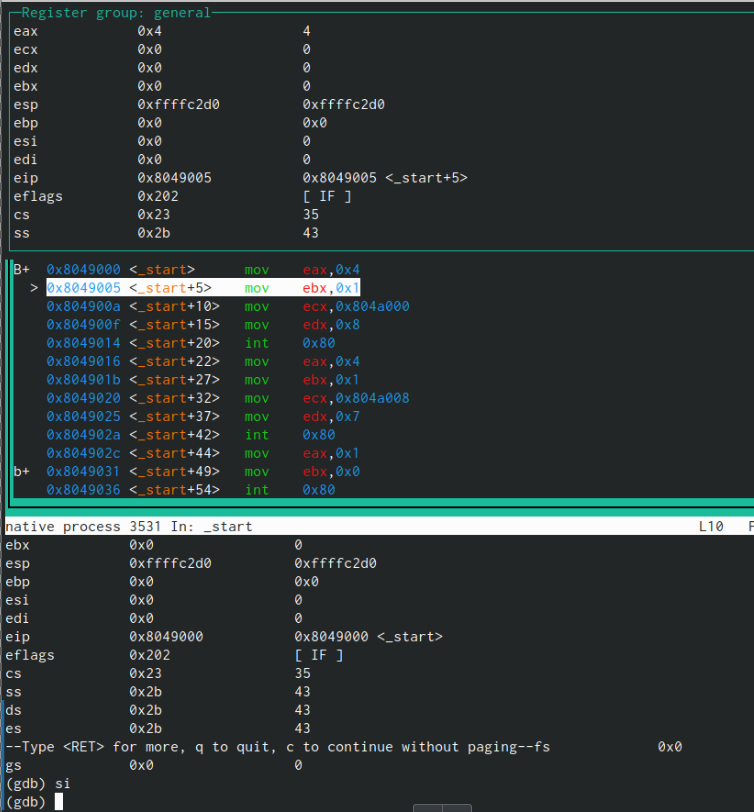 Register group: general
eax 0x4 4
ecx 0x0 0
edx 0x0 0
ebx 0x0 0
esp 0xffffc2d0 0xffffc2d0
ebp 0x0 0x0
esi 0x0 0
edi 0x0 0
eip 0x8049005 0x8049005 <_start+5>
eflags 0x202 [ IF ]
cs 0x23 35
ss 0x2b 43
B+ 0x8049000 <_start> mov eax,0x4
> 0x8049005 <_start+5> mov ebx,0x1
0x804900a <_start+10> mov ecx,0x804a000
0x804900f <_start+15> mov edx,0x8
0x8049014 <_start+20> int 0x80
0x8049016 <_start+22> mov eax,0x4
0x804901b <_start+27> mov ebx,0x1
0x8049020 <_start+32> mov ecx,0x804a008
0x8049025 <_start+37> mov edx,0x7
0x804902a <_start+42> int 0x80
0x804902c <_start+44> mov eax,0x1
b+ 0x8049031 <_start+49> mov ebx,0x0
0x8049036 <_start+54> int 0x80
native process 3531 In: _start L10 P
ebx 0x0 0
esp 0xffffc2d0 0xffffc2d0
ebp 0x0 0x0
esi 0x0 0
edi 0x0 0
eip 0x8049000 0x8049000 <_start>
eflags 0x202 [ IF ]
cs 0x23 35
ss 0x2b 43
ds 0x2b 43
es 0x2b 43
--Type <RET> for more, q to quit, c to continue without paging--fs 0x0
gs 0x0 0
(gdb) si
(gdb)